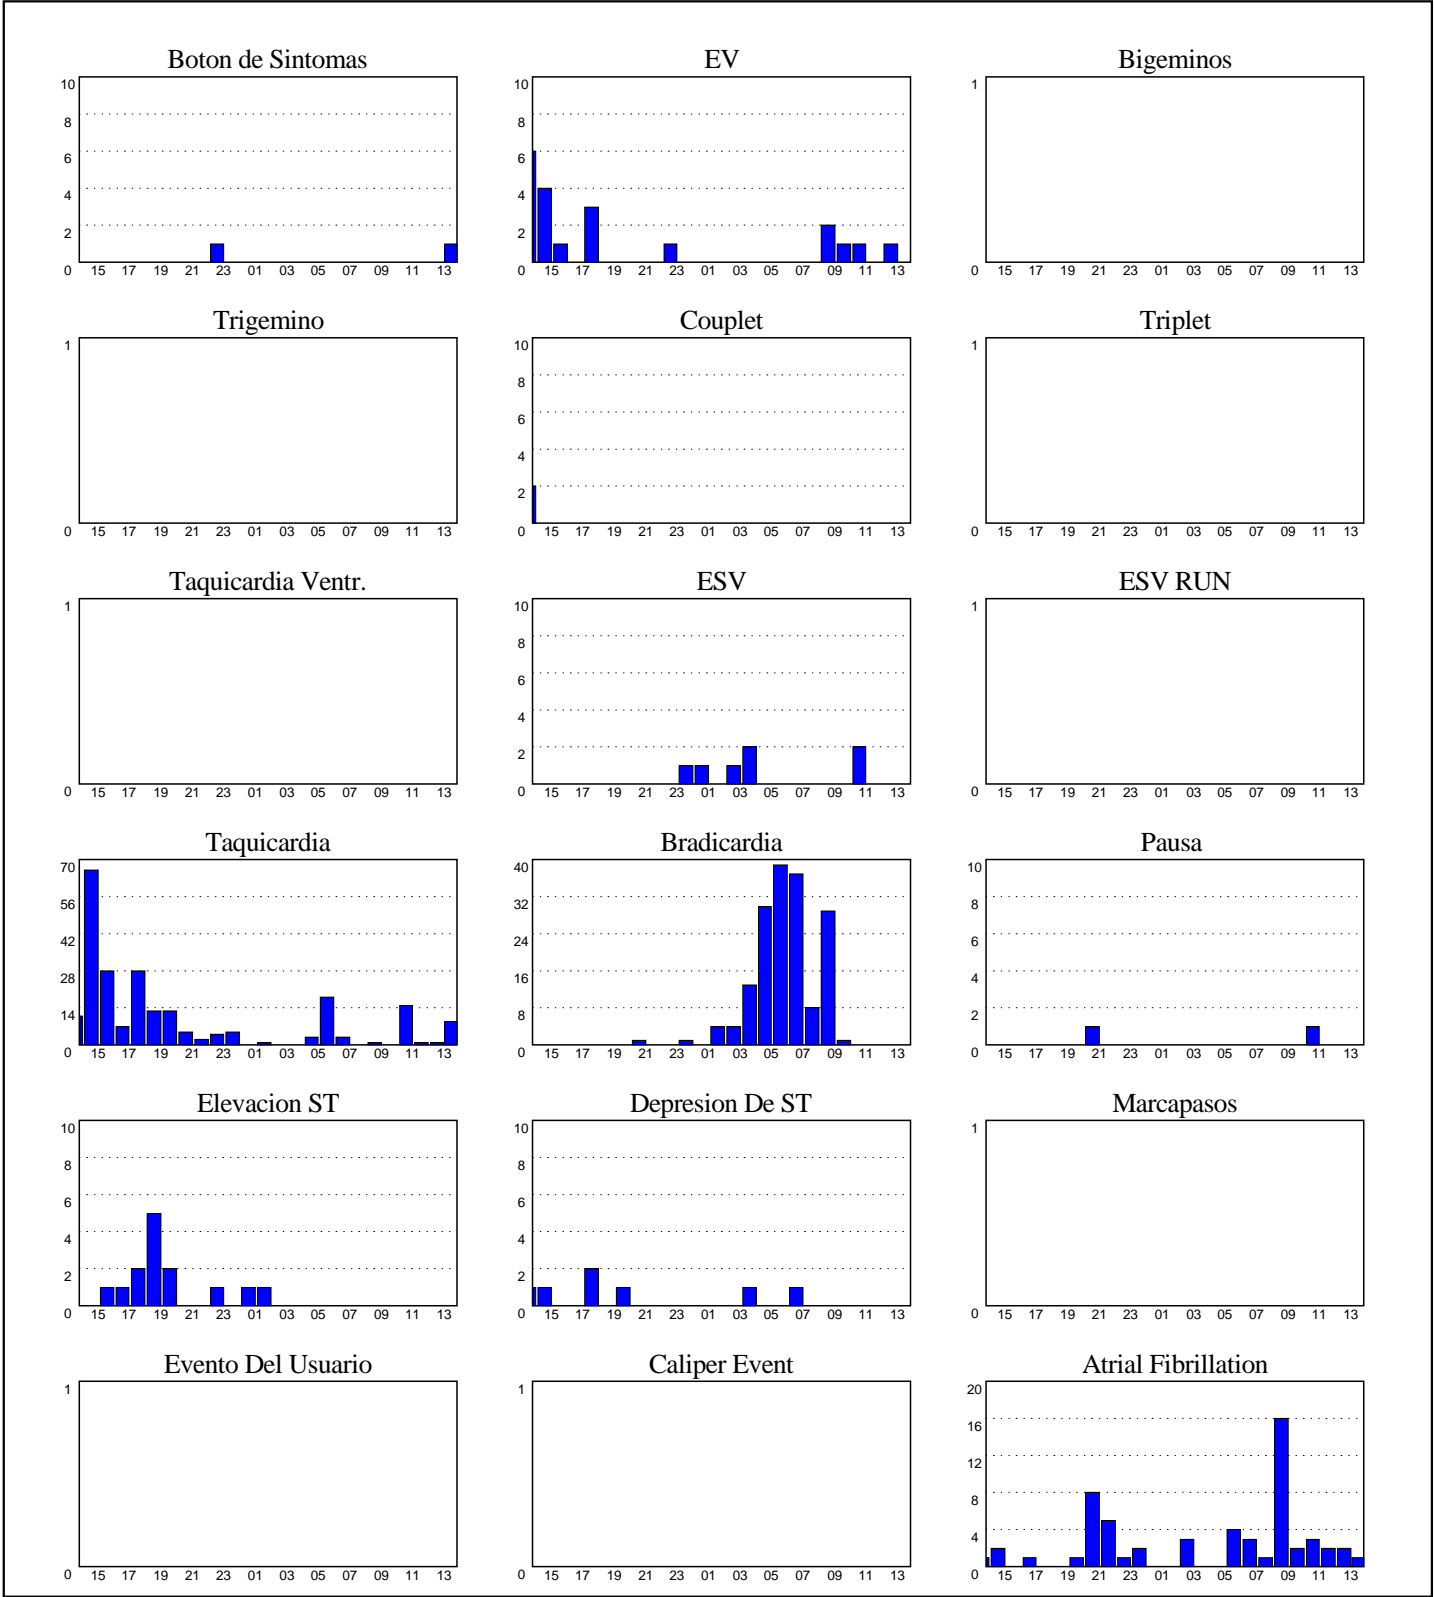 Boton de Sintomas EV Bigeminos
10 10 1
8 8
6 6
4 4
2 2
0 15 17 19 21 23 01 03 05 07 09 11 13 0 15 17 19 21 23 01 03 05 07 09 11 13 0 15 17 19 21 23 01 03 05 07 09 11 13
Trigemino Couplet Triplet
1 10 1
8
6
4
2
0 15 17 19 21 23 01 03 05 07 09 11 13 0 15 17 19 21 23 01 03 05 07 09 11 13 0 15 17 19 21 23 01 03 05 07 09 11 13
Taquicardia Ventr. ESV ESV RUN
1 10 1
8
6
4
2
0 15 17 19 21 23 01 03 05 07 09 11 13 0 15 17 19 21 23 01 03 05 07 09 11 13 0 15 17 19 21 23 01 03 05 07 09 11 13
Taquicardia Bradicardia Pausa
70 40 10
56 32 8
42 24 6
28 16 4
14 8 2
0 15 17 19 21 23 01 03 05 07 09 11 13 0 15 17 19 21 23 01 03 05 07 09 11 13 0 15 17 19 21 23 01 03 05 07 09 11 13
Elevacion ST Depresion De ST Marcapasos
10 10 1
8 8
6 6
4 4
2 2
0 15 17 19 21 23 01 03 05 07 09 11 13 0 15 17 19 21 23 01 03 05 07 09 11 13 0 15 17 19 21 23 01 03 05 07 09 11 13
Evento Del Usuario Caliper Event Atrial Fibrillation
1 1 20
16
12
8
4
0 15 17 19 21 23 01 03 05 07 09 11 13 0 15 17 19 21 23 01 03 05 07 09 11 13 0 15 17 19 21 23 01 03 05 07 09 11 13